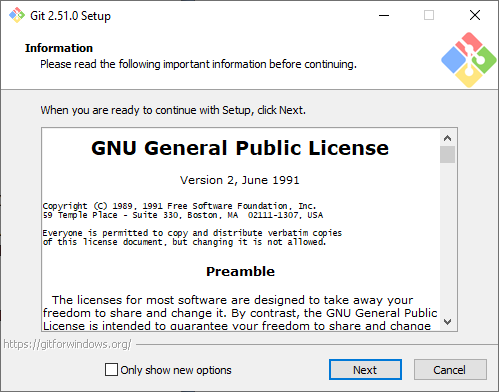 Git 2.51.0 Setup
Information
Please read the following important information before continuing.
When you are ready to continue with Setup, click Next.
GNU General Public License
Version 2, June 1991
Copyright (C) 1989, 1991 Free Software Foundation, Inc.
59 Temple Place - Suite 330, Boston, MA  02111-1307, USA
Everyone is permitted to copy and distribute verbatim copies
of this license document, but changing it is not allowed.
Preamble
The licenses for most software are designed to take away your
freedom to share and change it. By contrast, the GNU General Public
License is intended to guarantee your freedom to share and change
https://gitforwindows.org/
Only show new options
Next
Cancel